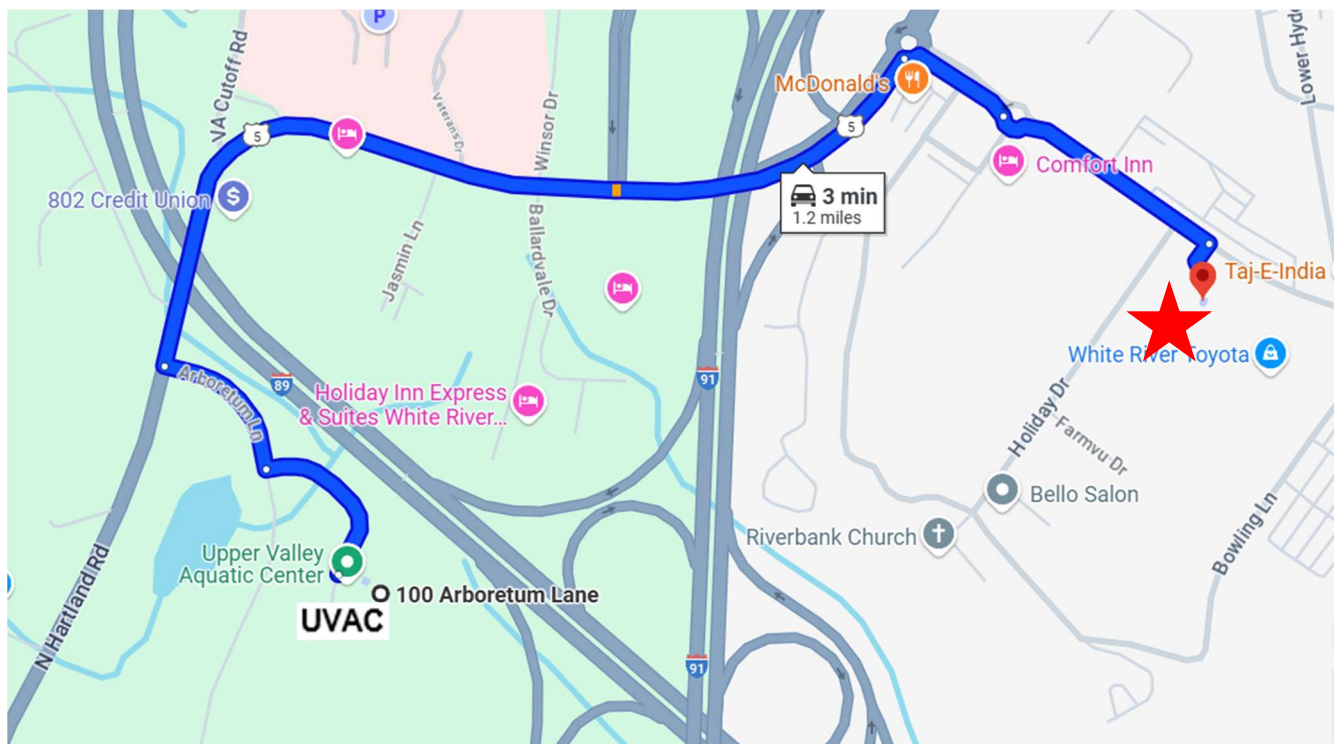 P
VA Cutoff Rd
Veterans Dr
Winsor Dr
Lower Hyde
McDonald's
5
5
Comfort Inn
802 Credit Union
$
3 min
1.2 miles
Jasmin Ln
Ballardvale Dr
Taj-E-India
White River Toyota
Arboretum Ln
89
91
Holiday Inn Express
& Suites White River...
Holiday Dr
Farmvu Dr
Bello Salon
Riverbank Church
Bowling Ln
Upper Valley
Aquatic Center
100 Arboretum Lane
UVAC
N Hartland Rd
91